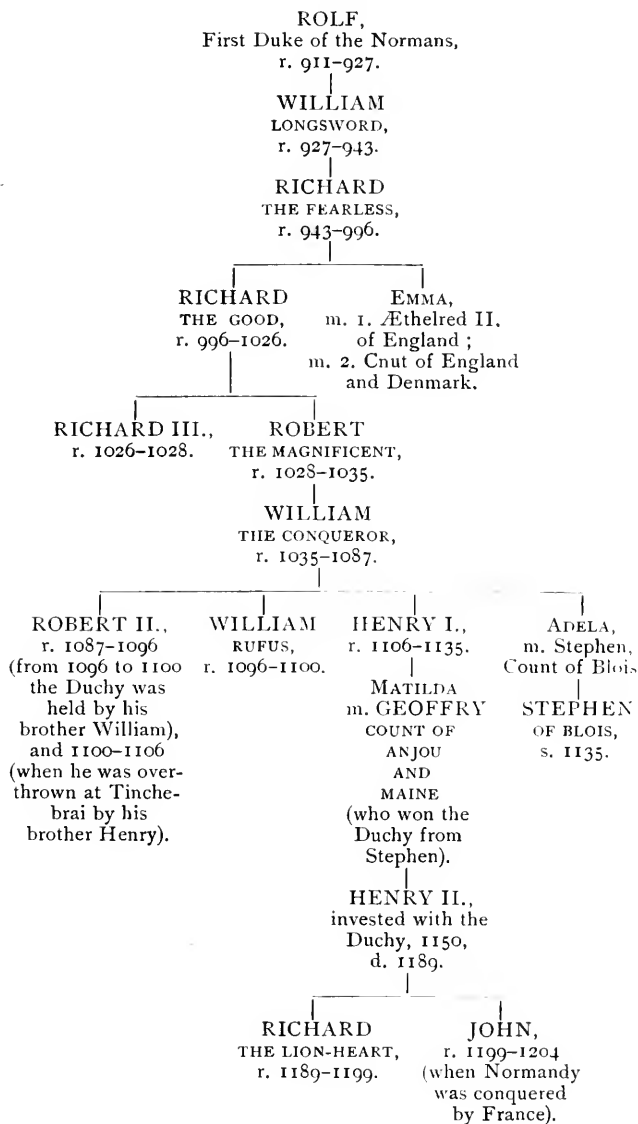 ROLF,
First Duke of the Normans,
r. 911–927.
WILLIAM
LONGSWORD,
r. 927–943.
RICHARD
THE FEARLESS,
r. 943–996.
RICHARD
THE GOOD,
r. 996–1026.
EMMA,
m. 1. Æthelred II.
of England ;
m. 2. Cnut of England
and Denmark.
RICHARD III.,
r. 1026–1028.
ROBERT
THE MAGNIFICENT,
r. 1028–1035.
WILLIAM
THE CONQUEROR,
r. 1035–1087.
ROBERT II.,
r. 1087–1096
(from 1096 to 1100
the Duchy was
held by his
brother William),
and 1100–1106
(when he was over-
thrown at Tinche-
brai by his
brother Henry).
WILLIAM
RUFUS,
r. 1096–1100.
HENRY I.,
r. 1106–1135.
MATILDA
m. GEOFFRY
COUNT OF
ANJOU
AND
MAINE
(who won the
Duchy from
Stephen).
ADELA,
m. Stephen,
Count of Blois
STEPHEN
OF BLOIS,
s. 1135.
HENRY II.,
invested with the
Duchy, 1150,
d. 1189.
RICHARD
THE LION-HEART,
r. 1189–1199.
JOHN,
r. 1199–1204
(when Normandy
was conquered
by France).